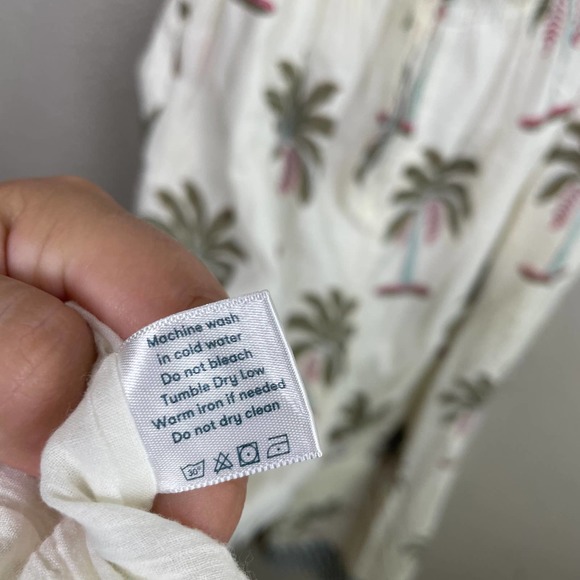 Machine wash
in cold water
Do not bleach
Tumble Dry Low
Warm iron if needed
Do not dry clean
30°